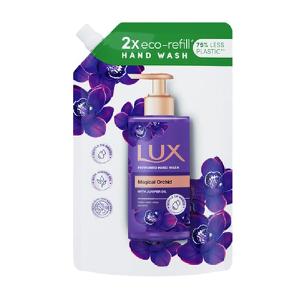 2x eco-refill*
HAND WASH
75% LESS
PLASTIC**
LUX
PERFUMED HAND WASH
Magical Orchid
WITH JUNIPER OIL